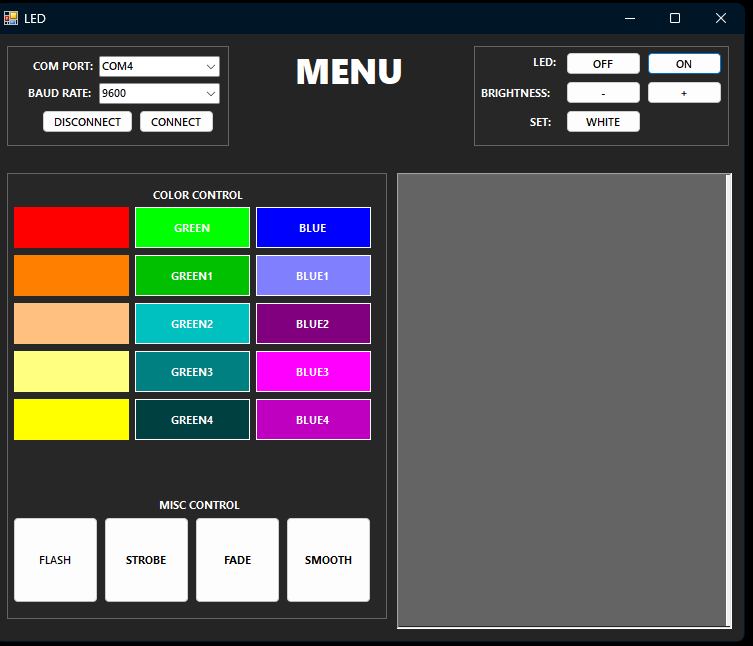 LED
COM PORT: COM4
BAUD RATE: 9600
DISCONNECT CONNECT
MENU
LED: OFF ON
BRIGHTNESS: - +
SET: WHITE
COLOR CONTROL
GREEN BLUE
GREEN1 BLUE1
GREEN2 BLUE2
GREEN3 BLUE3
GREEN4 BLUE4
MISC CONTROL
FLASH STROBE FADE SMOOTH